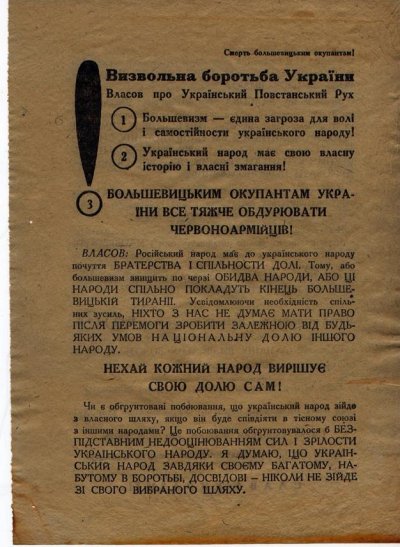 Смерть большевицьким окупантам!
Визвольна боротьба України
Власов про Український Повстанський Рух
1 Большевизм — єдина загроза для волі
і самостійности українського народу!
2 Український народ має свою власну
історію і власні змагання!
3 БОЛЬШЕВИЦЬКИМ ОКУПАНТАМ УКРА-
ЇНИ ВСЕ ТЯЖЧЕ ОБДУРЮВАТИ
ЧЕРВОНОАРМІЙЦІВ!
ВЛАСОВ: Російський народ має до українського народу
почуття БРАТЕРСТВА І СПІЛЬНОСТИ ДОЛІ. Тому, або
большевизм знищить по черзі ОБИДВА НАРОДИ, АБО ЦІ
НАРОДИ СПІЛЬНО ПОКЛАДУТЬ КІНЕЦЬ БОЛЬШЕ-
ВИЦЬКІЙ ТИРАНІЇ. Усвідомлюючи необхідність спіль-
них зусиль, НІХТО З НАС НЕ ДУМАЄ МАТИ ПРАВО
ПІСЛЯ ПЕРЕМОГИ ЗРОБИТИ ЗАЛЕЖНОЮ ВІД БУДЬ-
ЯКИХ УМОВ НАЦІОНАЛЬНУ ДОЛЮ ІНШОГО
НАРОДУ.
НЕХАЙ КОЖНИЙ НАРОД ВИРІШУЄ
СВОЮ ДОЛЮ САМ!
Чи є обґрунтовані побоювання, що український народ зійде
з власного шляху, якщо він буде співдіяти в тісному союзі
з іншими народами? Це побоювання обґрунтовувалося б БЕЗ-
ПІДСТАВНИМ НЕДООЦІНЮВАННЯМ СИЛ І ЗРІЛОСТИ
УКРАЇНСЬКОГО НАРОДУ. Я ДУМАЮ, ЩО УКРАЇН-
СЬКИЙ НАРОД ЗАВДЯКИ СВОЄМУ БАГАТОМУ, НА-
БУТОМУ В БОРОТЬБІ, ДОСВІДОВІ – НІКОЛИ НЕ ЗІЙДЕ
ЗІ СВОГО ВИБРАНОГО ШЛЯХУ.